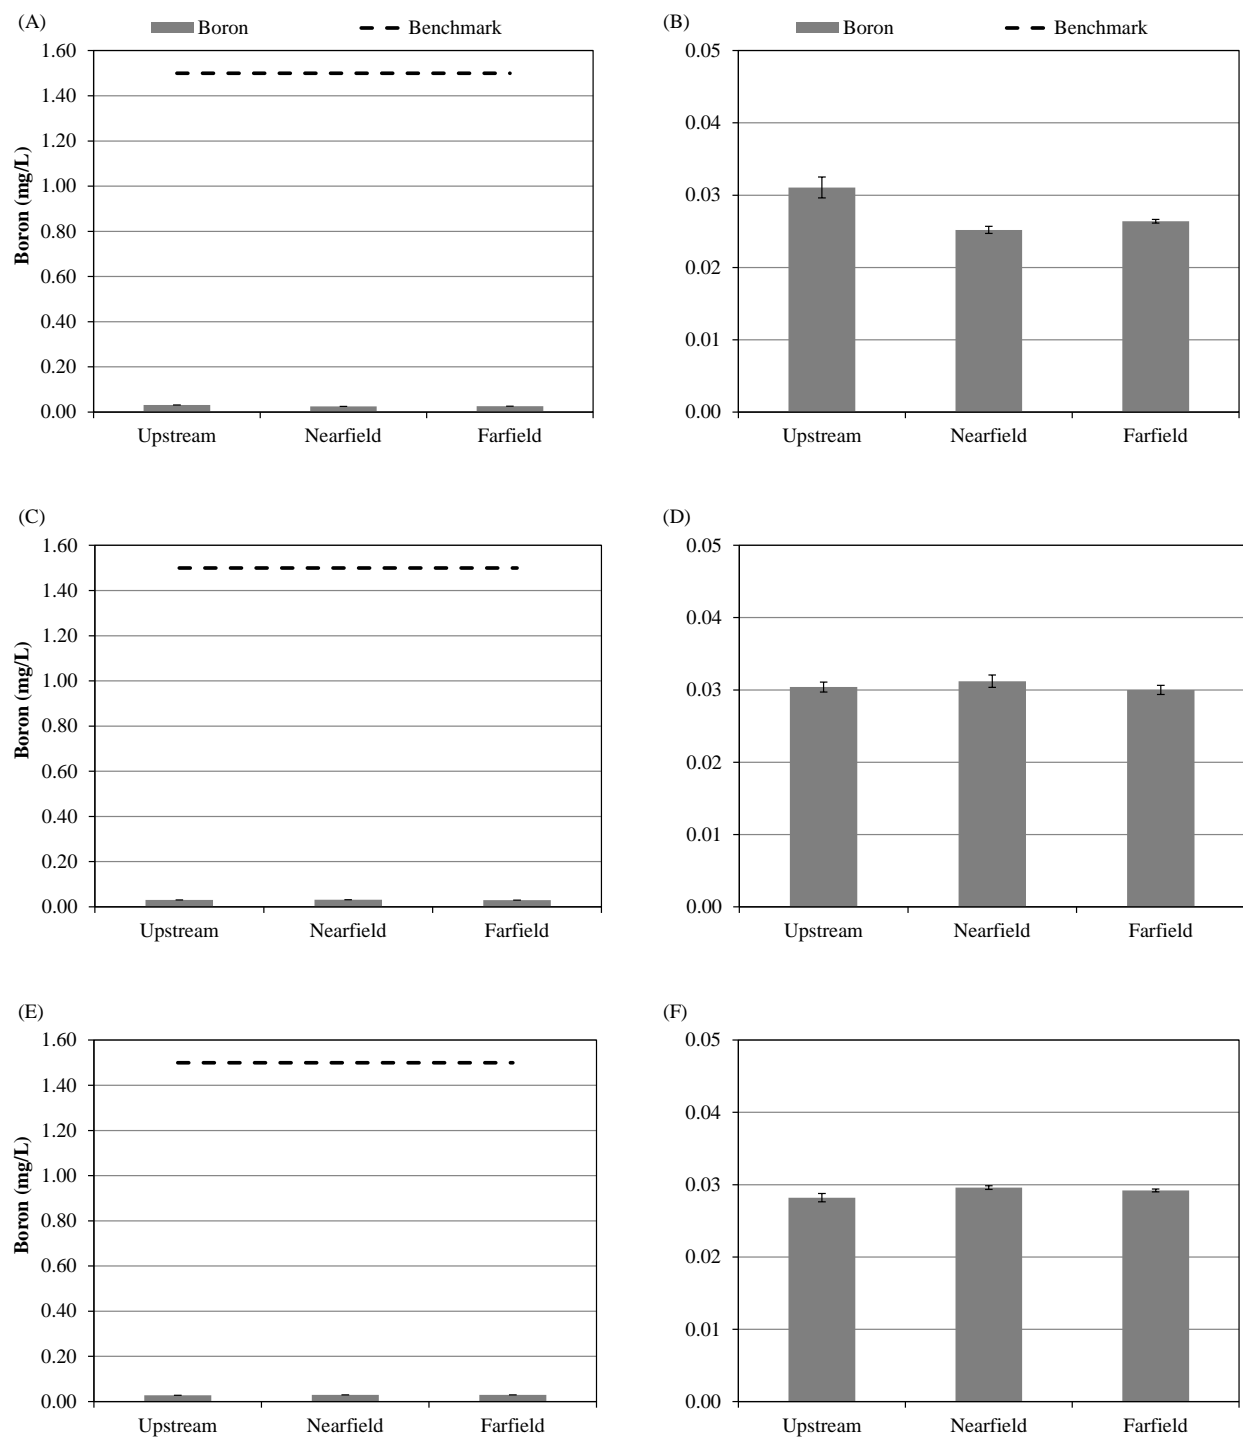 (A)
Boron
Benchmark
1.60
1.40
1.20
1.00
0.80
0.60
0.40
0.20
0.00
Boron (mg/L)
Upstream
Nearfield
Farfield
(B)
Boron
Benchmark
0.05
0.04
0.03
0.02
0.01
0.00
Upstream
Nearfield
Farfield
(C)
1.60
1.40
1.20
1.00
0.80
0.60
0.40
0.20
0.00
Boron (mg/L)
Upstream
Nearfield
Farfield
(D)
0.05
0.04
0.03
0.02
0.01
0.00
Upstream
Nearfield
Farfield
(E)
1.60
1.40
1.20
1.00
0.80
0.60
0.40
0.20
0.00
Boron (mg/L)
Upstream
Nearfield
Farfield
(F)
0.05
0.04
0.03
0.02
0.01
0.00
Upstream
Nearfield
Farfield